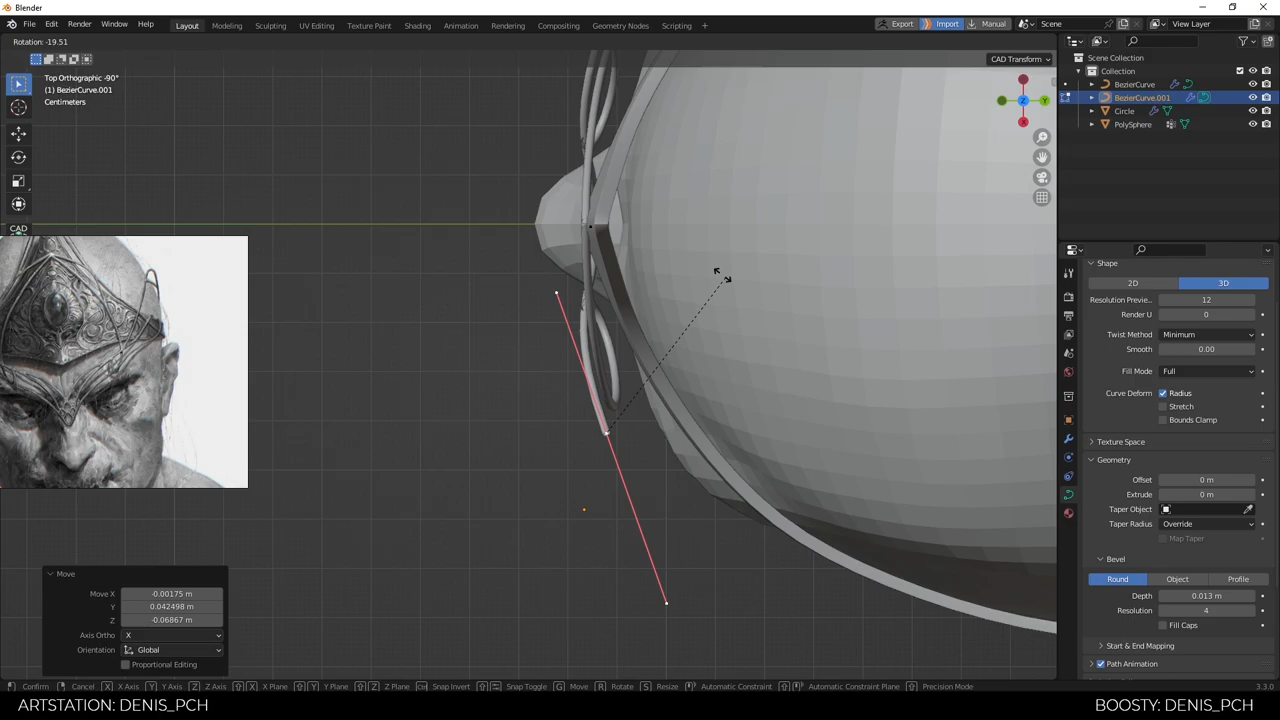 Blender
File Edit Render Window Help Layout Modeling Sculpting UV Editing Texture Paint Shading Animation Rendering Compositing Geometry Nodes Scripting + Export Import Manual Scene View Layer
Rotation: -19.51
CAD Transform
Top Orthographic -90°
(1) BezierCurve.001
Centimeters
CAD
Z
Y
X
Move
Move X -0.00175 m
Y 0.042498 m
Z -0.06867 m
Axis Ortho X
Orientation Global
Proportional Editing
Scene Collection
Collection
BezierCurve
BezierCurve.001
Circle
PolySphere
Shape
2D 3D
Resolution Previe... 12
Render U 0
Twist Method Minimum
Smooth 0.00
Fill Mode Full
Curve Deform Radius
Stretch
Bounds Clamp
Texture Space
Geometry
Offset 0 m
Extrude 0 m
Taper Object
Taper Radius Override
Map Taper
Bevel
Round Object Profile
Depth 0.013 m
Resolution 4
Fill Caps
Start & End Mapping
Path Animation
Confirm Cancel X X Axis Y Y Axis Z Z Axis X X Plane Y Y Plane Z Z Plane Snap Invert Snap Toggle G Move R Rotate S Resize Automatic Constraint Automatic Constraint Plane Precision Mode 3.3.0
ARTSTATION: DENIS_PCH
BOOSTY: DENIS_PCH